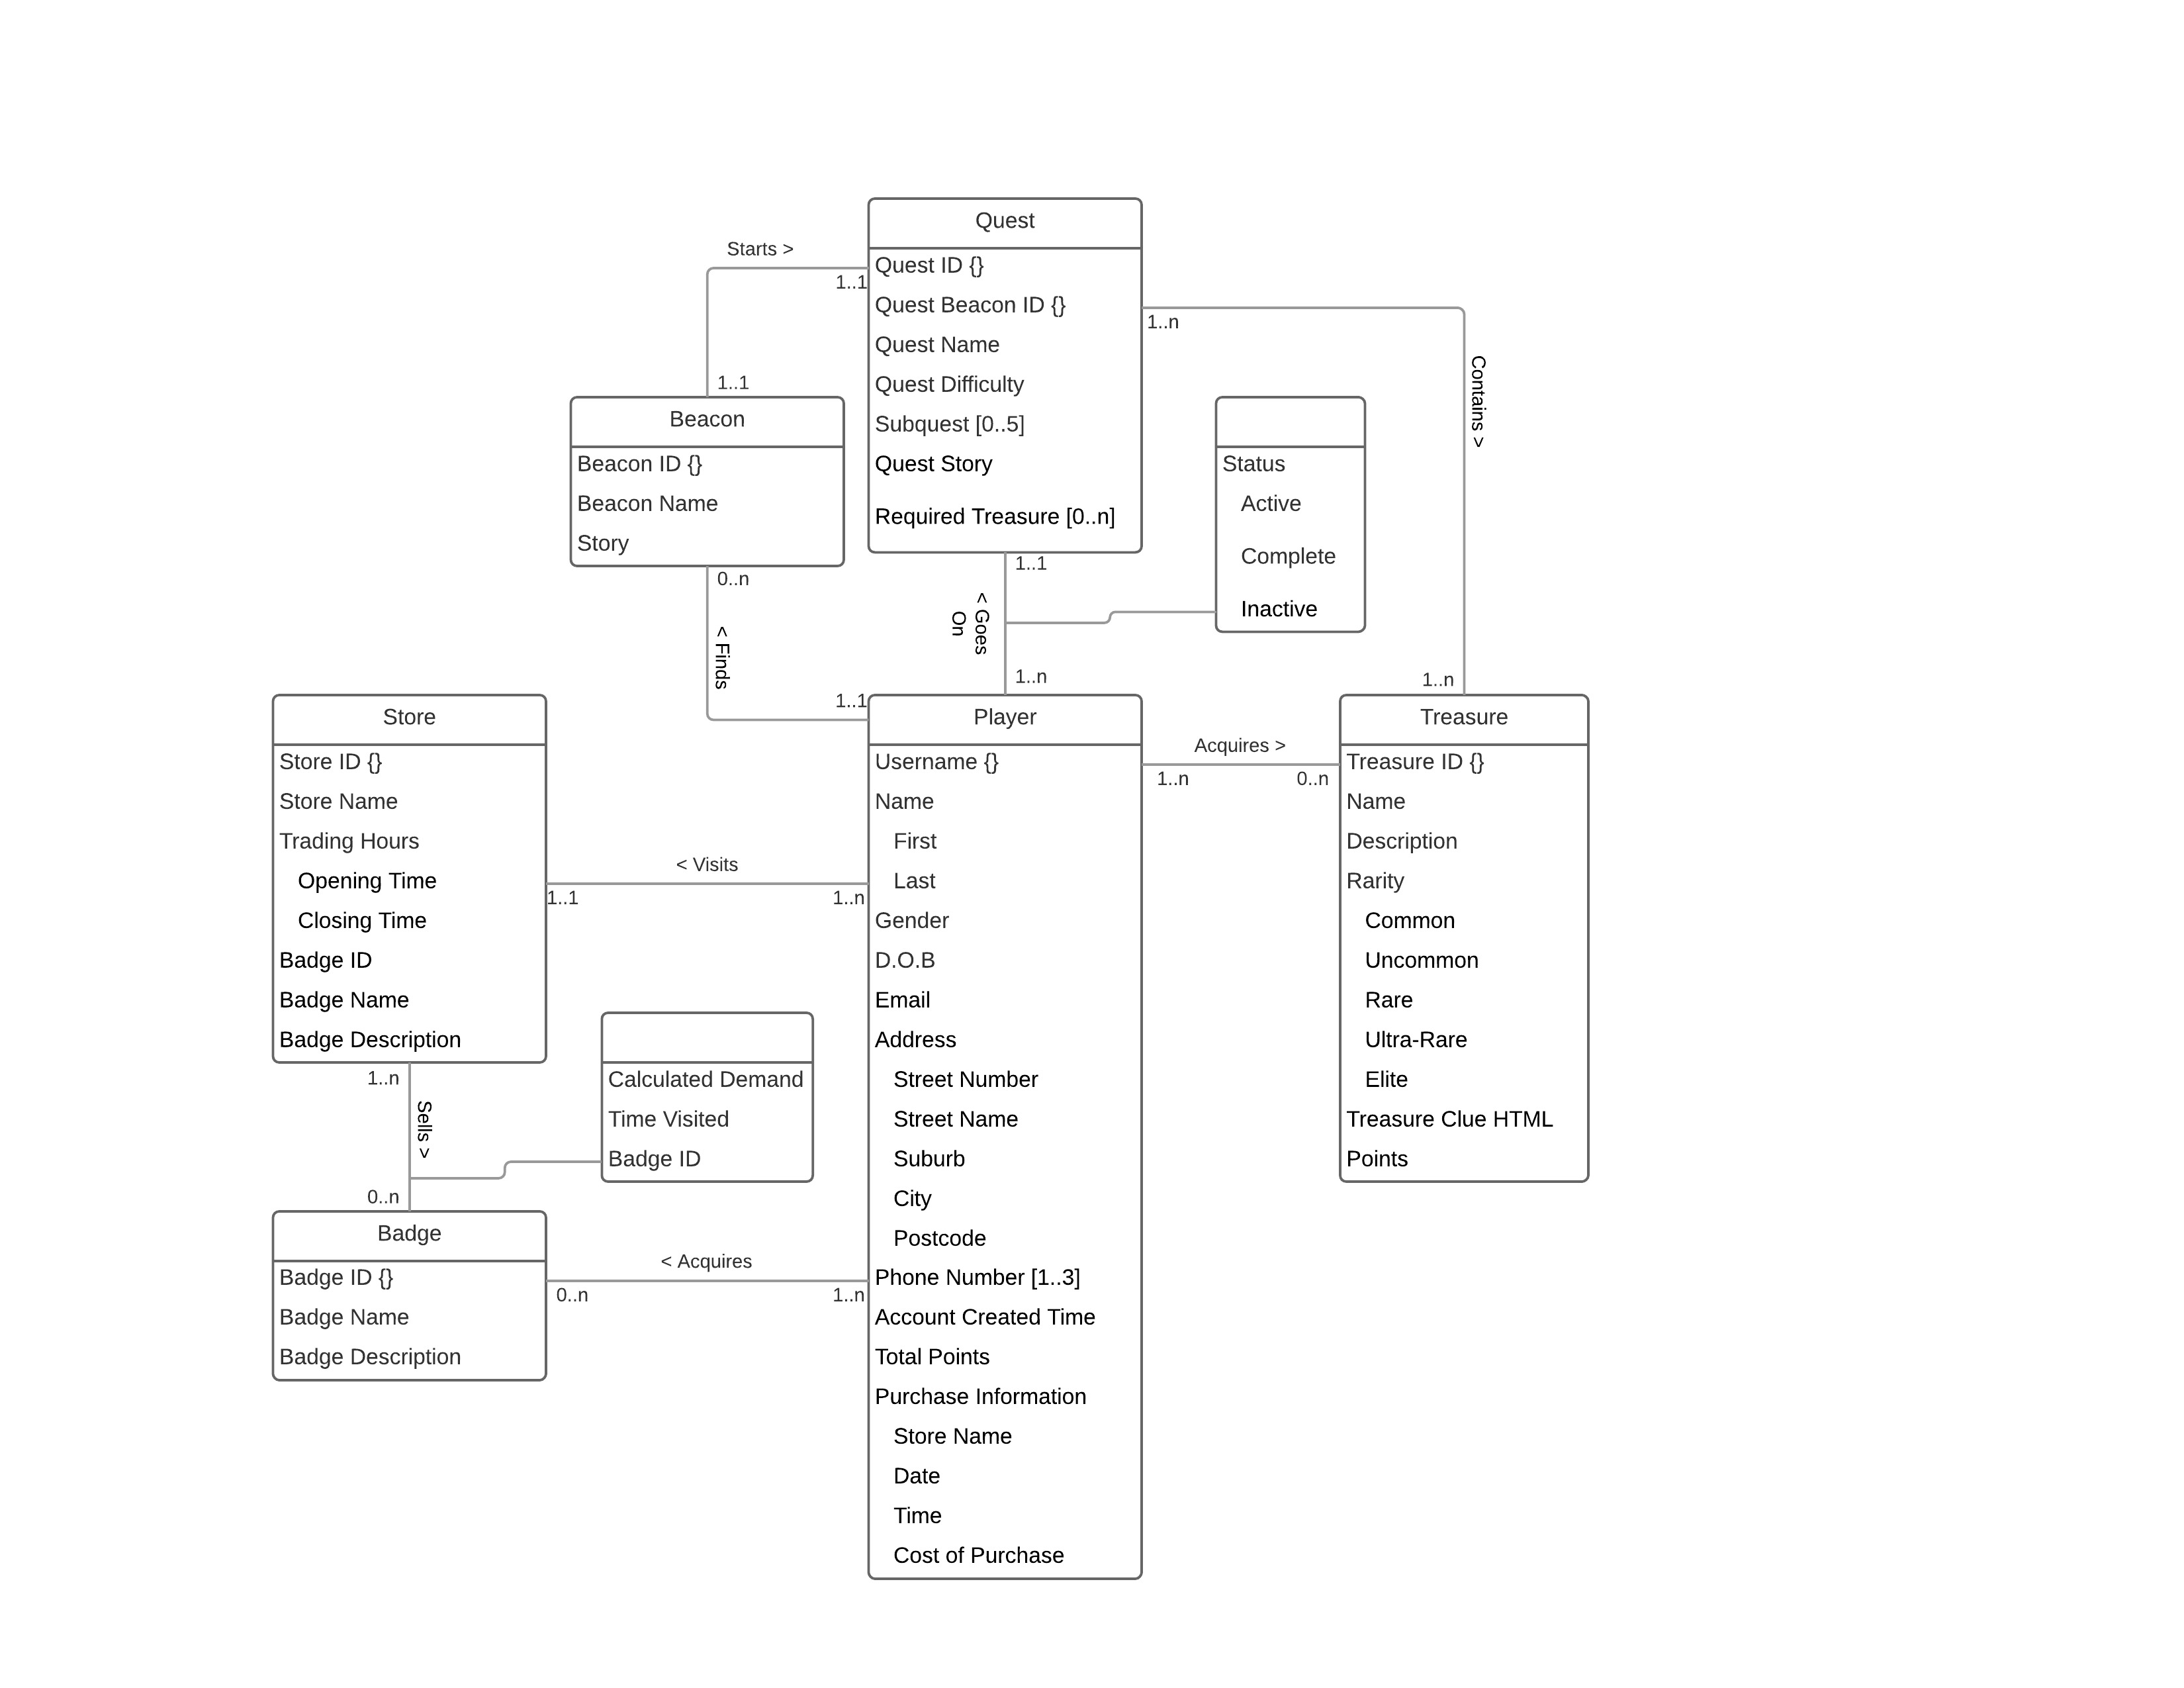 Quest
Quest ID {}
Quest Beacon ID {}
Quest Name
Quest Difficulty
Subquest [0..5]
Quest Story
Required Treasure [0..n]
Starts >
1..1
1..1
Beacon
Beacon ID {}
Beacon Name
Story
0..n
< Finds
1..1
1..n
Contains >
1..n
Status
Active
Complete
Inactive
1..1
< Goes
On
1..n
Store
Store ID {}
Store Name
Trading Hours
Opening Time
Closing Time
Badge ID
Badge Name
Badge Description
< Visits
1..1
1..n
Player
Username {}
Name
First
Last
Gender
D.O.B
Email
Address
Street Number
Street Name
Suburb
City
Postcode
Phone Number [1..3]
Account Created Time
Total Points
Purchase Information
Store Name
Date
Time
Cost of Purchase
Acquires >
1..n
0..n
Treasure
Treasure ID {}
Name
Description
Rarity
Common
Uncommon
Rare
Ultra-Rare
Elite
Treasure Clue HTML
Points
1..n
Sells >
0..n
Calculated Demand
Time Visited
Badge ID
Badge
Badge ID {}
Badge Name
Badge Description
< Acquires
0..n
1..n